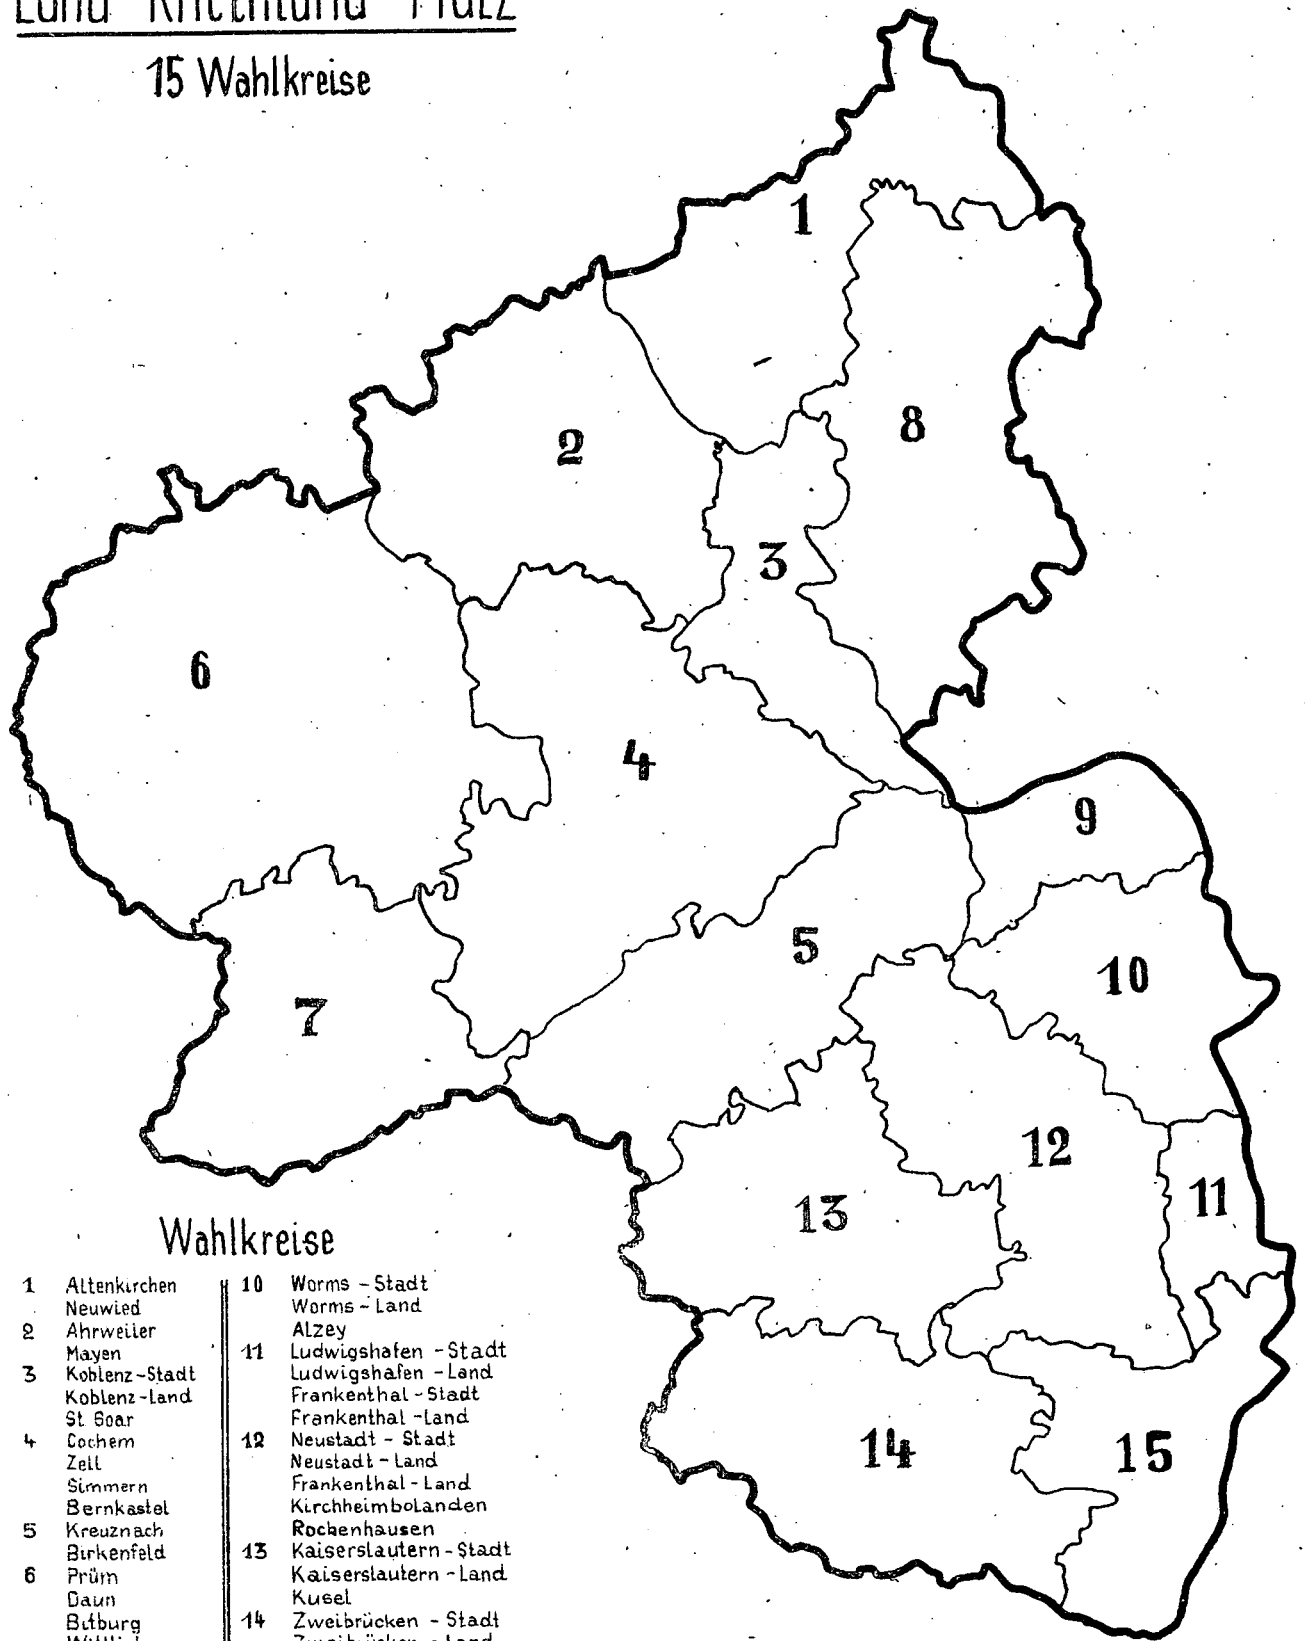 Land Rheinland Pfalz
15 Wahlkreise
1
8
2
3
6
4
9
5
10
7
12
11
13
14
15
Wahlkreise
1 Altenkirchen
Neuwied
2 Ahrweiler
Mayen
3 Koblenz-Stadt
Koblenz-Land
St. Goar
4 Cochem
Zell
Simmern
Bernkastel
5 Kreuznach
Birkenfeld
6 Prüm
Daun
Bitburg
10 Worms - Stadt
Worms - Land
Alzey
11 Ludwigshafen - Stadt
Ludwigshafen - Land
Frankenthal - Stadt
Frankenthal - Land
12 Neustadt - Stadt
Neustadt - Land
Frankenthal - Land
Kirchheimbolanden
Rockenhausen
13 Kaiserslautern - Stadt
Kaiserslautern - Land
Kusel
14 Zweibrücken - Stadt